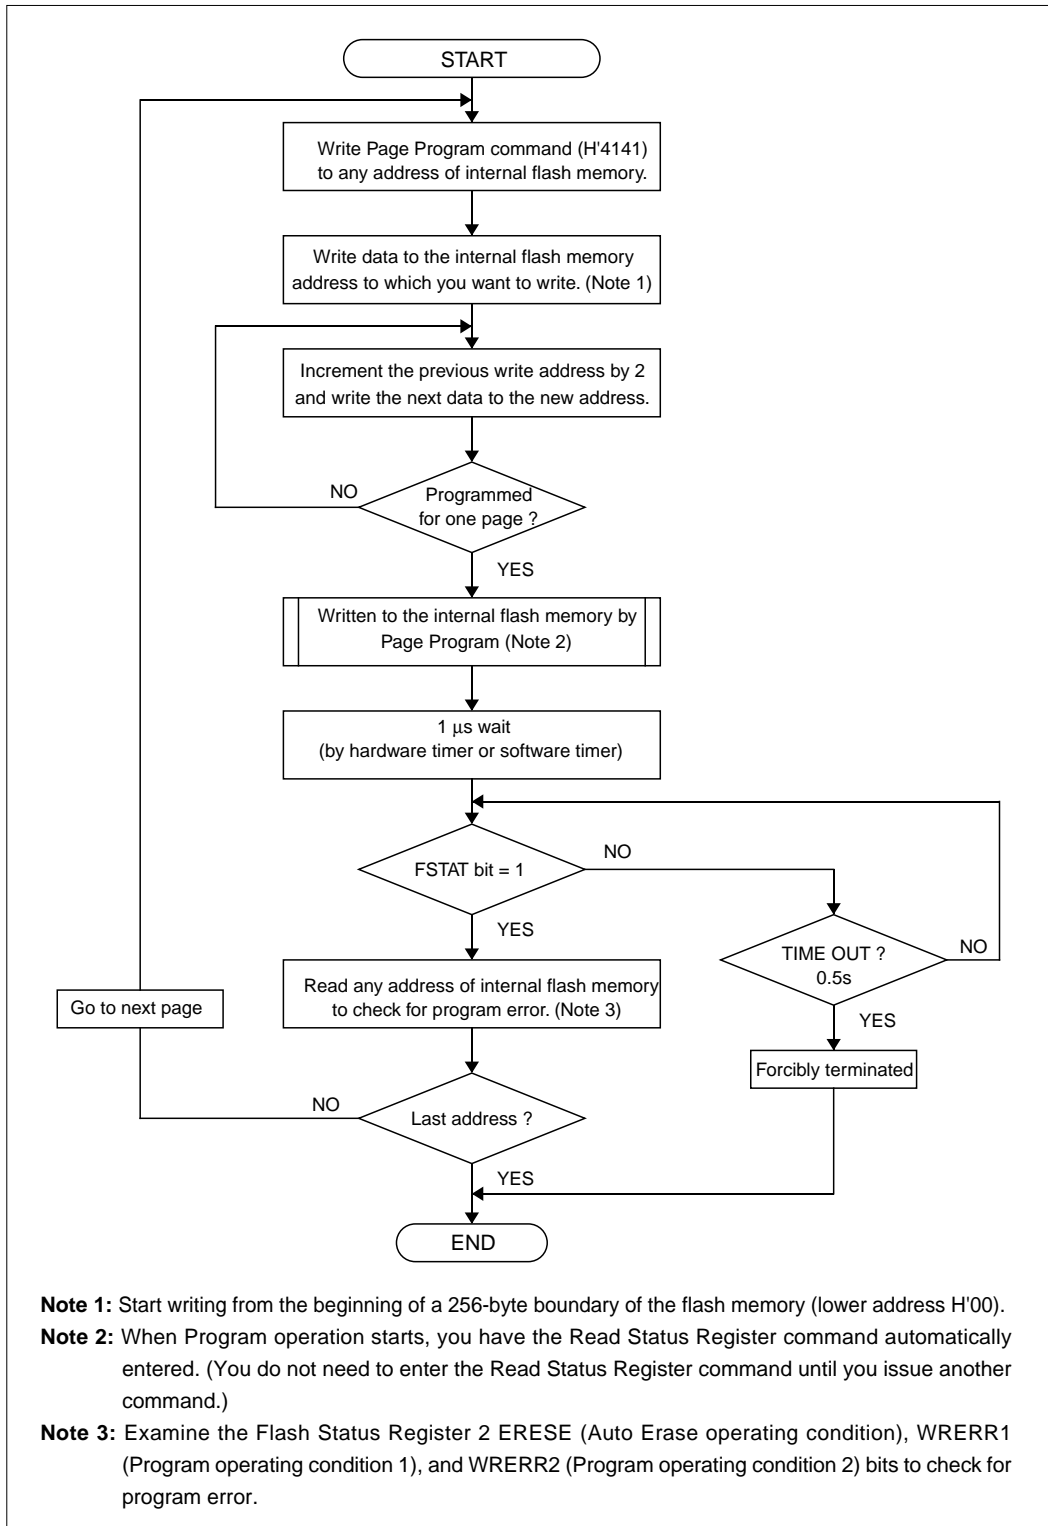 START
Write Page Program command (H'4141)
to any address of internal flash memory.
Write data to the internal flash memory
address to which you want to write. (Note 1)
Increment the previous write address by 2
and write the next data to the new address.
NO
Programmed
for one page ?
YES
Written to the internal flash memory by
Page Program (Note 2)
1 μs wait
(by hardware timer or software timer)
FSTAT bit = 1
NO
YES
TIME OUT ?
0.5s
NO
YES
Read any address of internal flash memory
to check for program error. (Note 3)
Go to next page
Forcibly terminated
NO
Last address ?
YES
END
Note 1: Start writing from the beginning of a 256-byte boundary of the flash memory (lower address H'00).
Note 2: When Program operation starts, you have the Read Status Register command automatically
entered. (You do not need to enter the Read Status Register command until you issue another
command.)
Note 3: Examine the Flash Status Register 2 ERESE (Auto Erase operating condition), WRERR1
(Program operating condition 1), and WRERR2 (Program operating condition 2) bits to check for
program error.